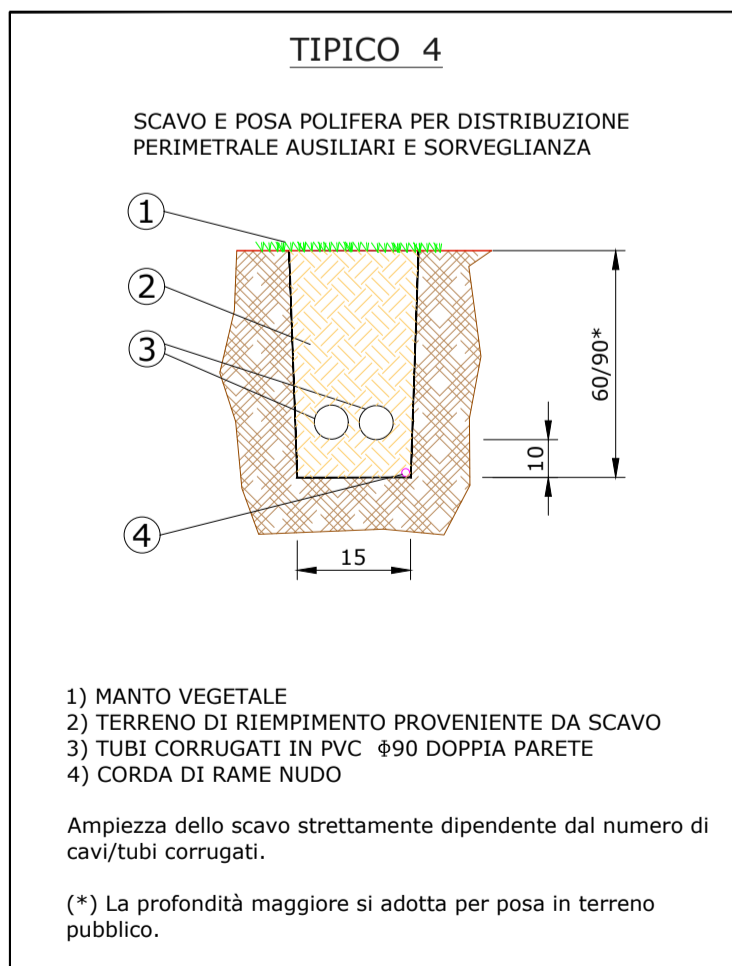 TIPICO 4
SCAVO E POSA POLIFERA PER DISTRIBUZIONE
PERIMETRALE AUSILIARI E SORVEGLIANZA
1
2
3
4
60/90*
10
15
1) MANTO VEGETALE
2) TERRENO DI RIEMPIMENTO PROVENIENTE DA SCAVO
3) TUBI CORRUGATI IN PVC Φ90 DOPPIA PARETE
4) CORDA DI RAME NUDO
Ampiezza dello scavo strettamente dipendente dal numero di
cavi/tubi corrugati.
(*) La profondità maggiore si adotta per posa in terreno
pubblico.